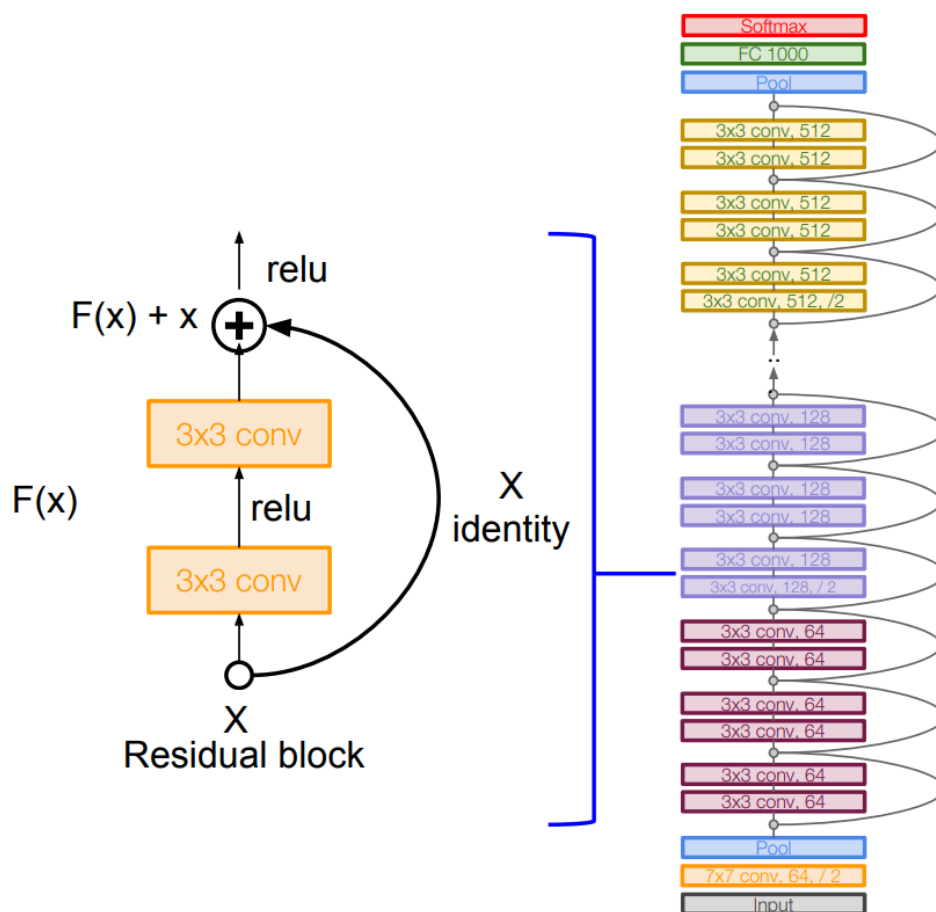 relu
F(x) + x
3x3 conv
F(x)
relu
3x3 conv
X
Residual block
X
identity
Softmax
FC 1000
Pool
3x3 conv, 512
3x3 conv, 512
3x3 conv, 512
3x3 conv, 512
3x3 conv, 512
3x3 conv, 512, /2
..
3x3 conv, 128
3x3 conv, 128
3x3 conv, 128
3x3 conv, 128
3x3 conv, 128
3x3 conv, 128, / 2
3x3 conv, 64
3x3 conv, 64
3x3 conv, 64
3x3 conv, 64
3x3 conv, 64
3x3 conv, 64
Pool
7x7 conv, 64, / 2
Input